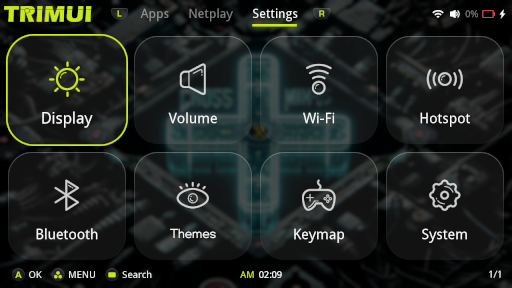 TRIMUI L Apps Netplay Settings R 0%
Display Volume Wi-Fi Hotspot
Bluetooth Themes Keymap System
A OK MENU Search AM 02:09 1/1